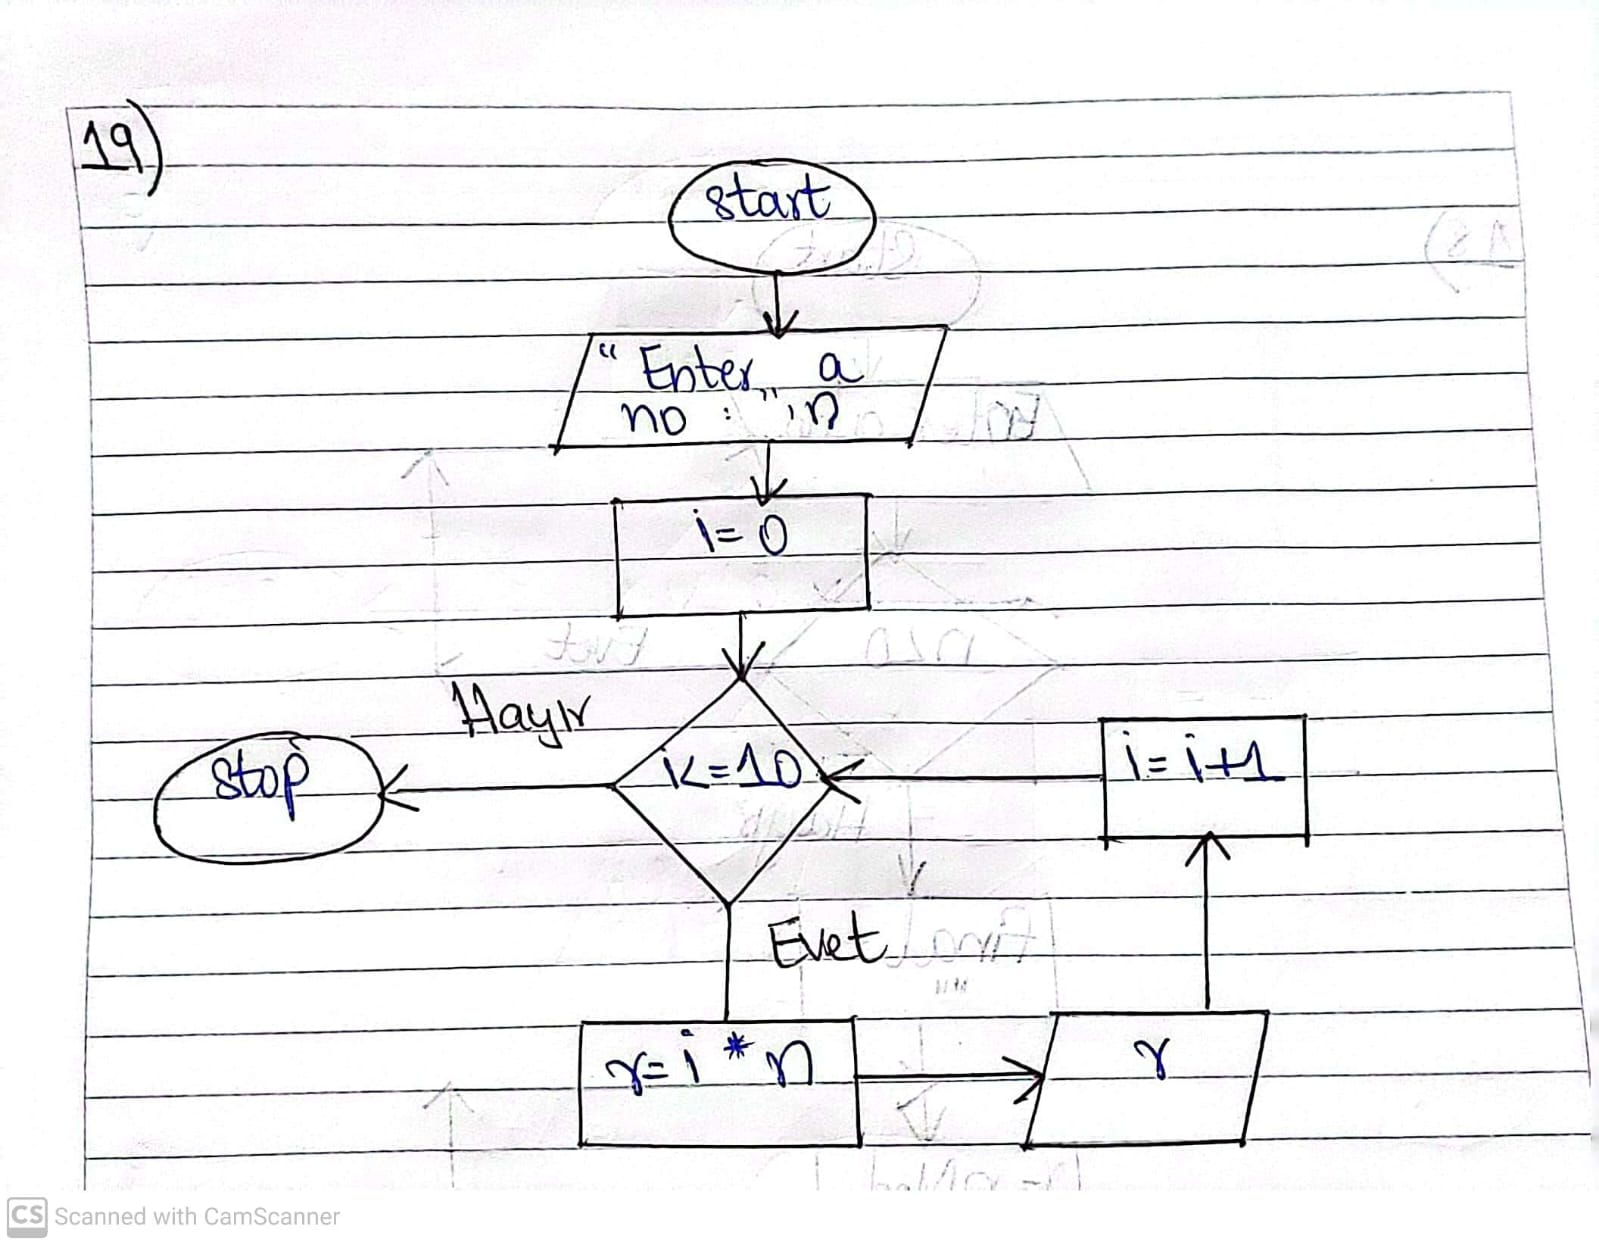 19)
start
"Enter a
no : ", n
i= 0
Hayır
stop
i<=10
i= i+1
Evet
r= i * n
r
CS Scanned with CamScanner